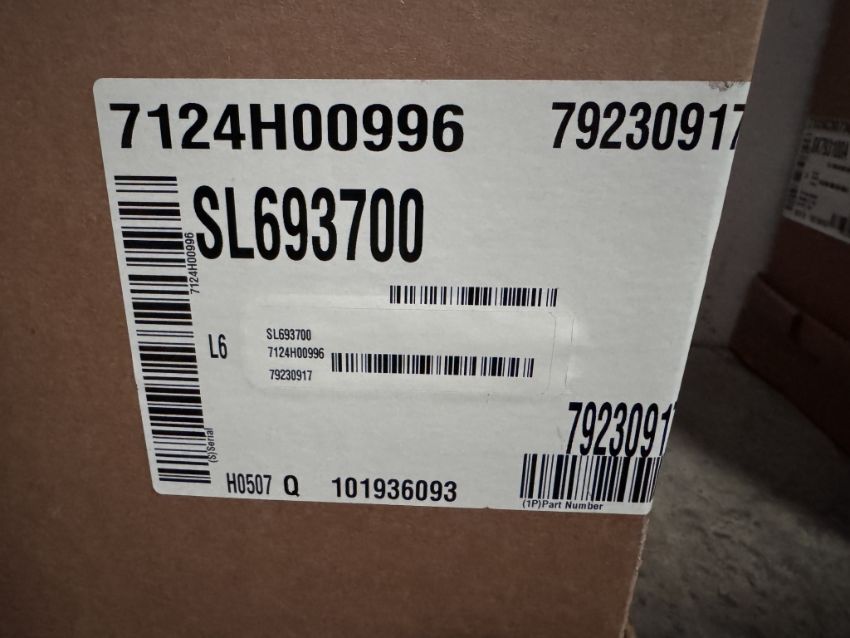 7124H00996 79230917
SL693700
7124H00996
L6
SL693700
7124H00996
79230917
79230917
(S)Serial
H0507 Q 101936093
(1P)Part Number